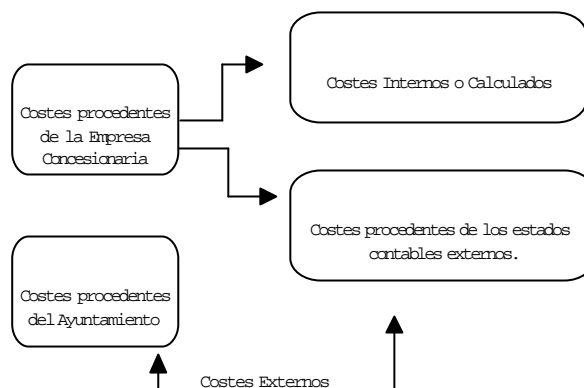 Costes procedentes
de la Empresa
Concesionaria
Costes Internos o Calculados
Costes procedentes de los estados
contables externos.
Costes procedentes
del Ayuntamiento
Costes Externos